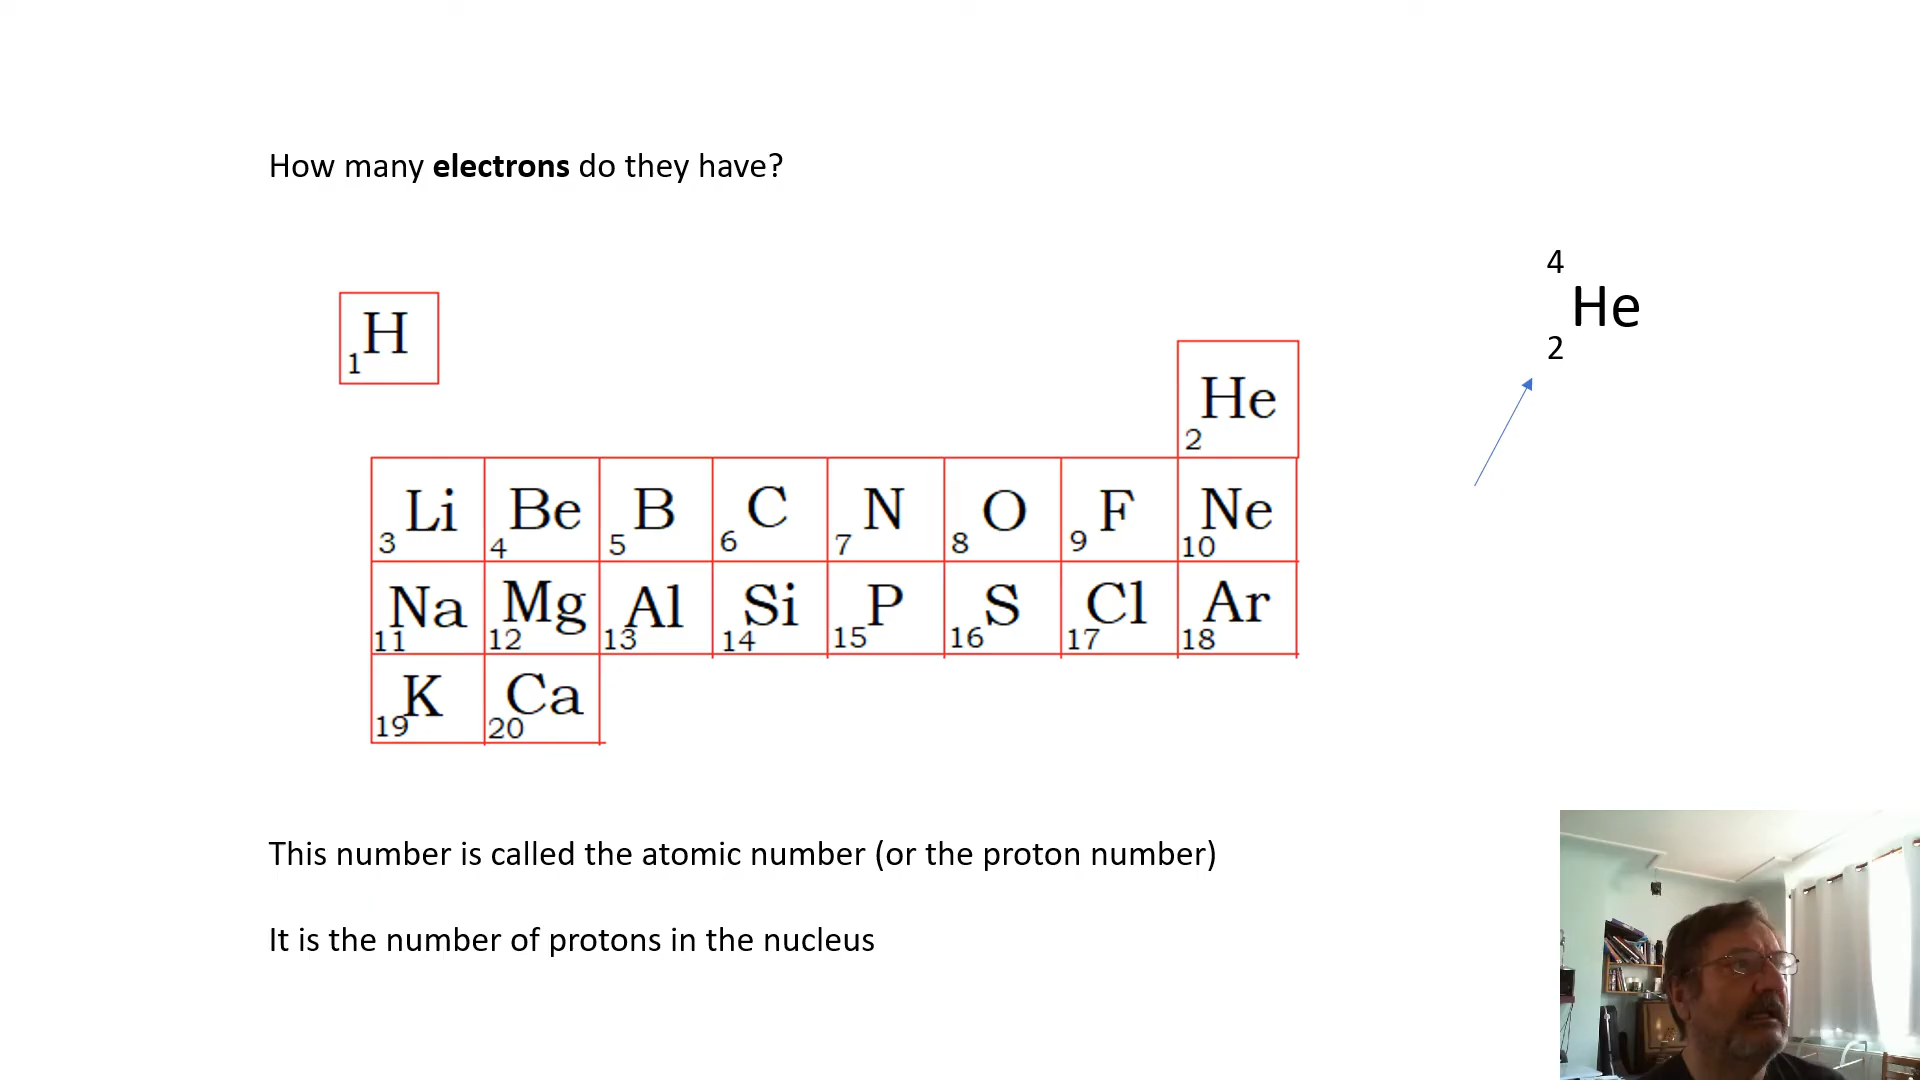 How many electrons do they have?
4
He
2
H
1
He
2
Li Be B C N O F Ne
3 4 5 6 7 8 9 10
Na Mg Al Si P S Cl Ar
11 12 13 14 15 16 17 18
K Ca
19 20
This number is called the atomic number (or the proton number)
It is the number of protons in the nucleus